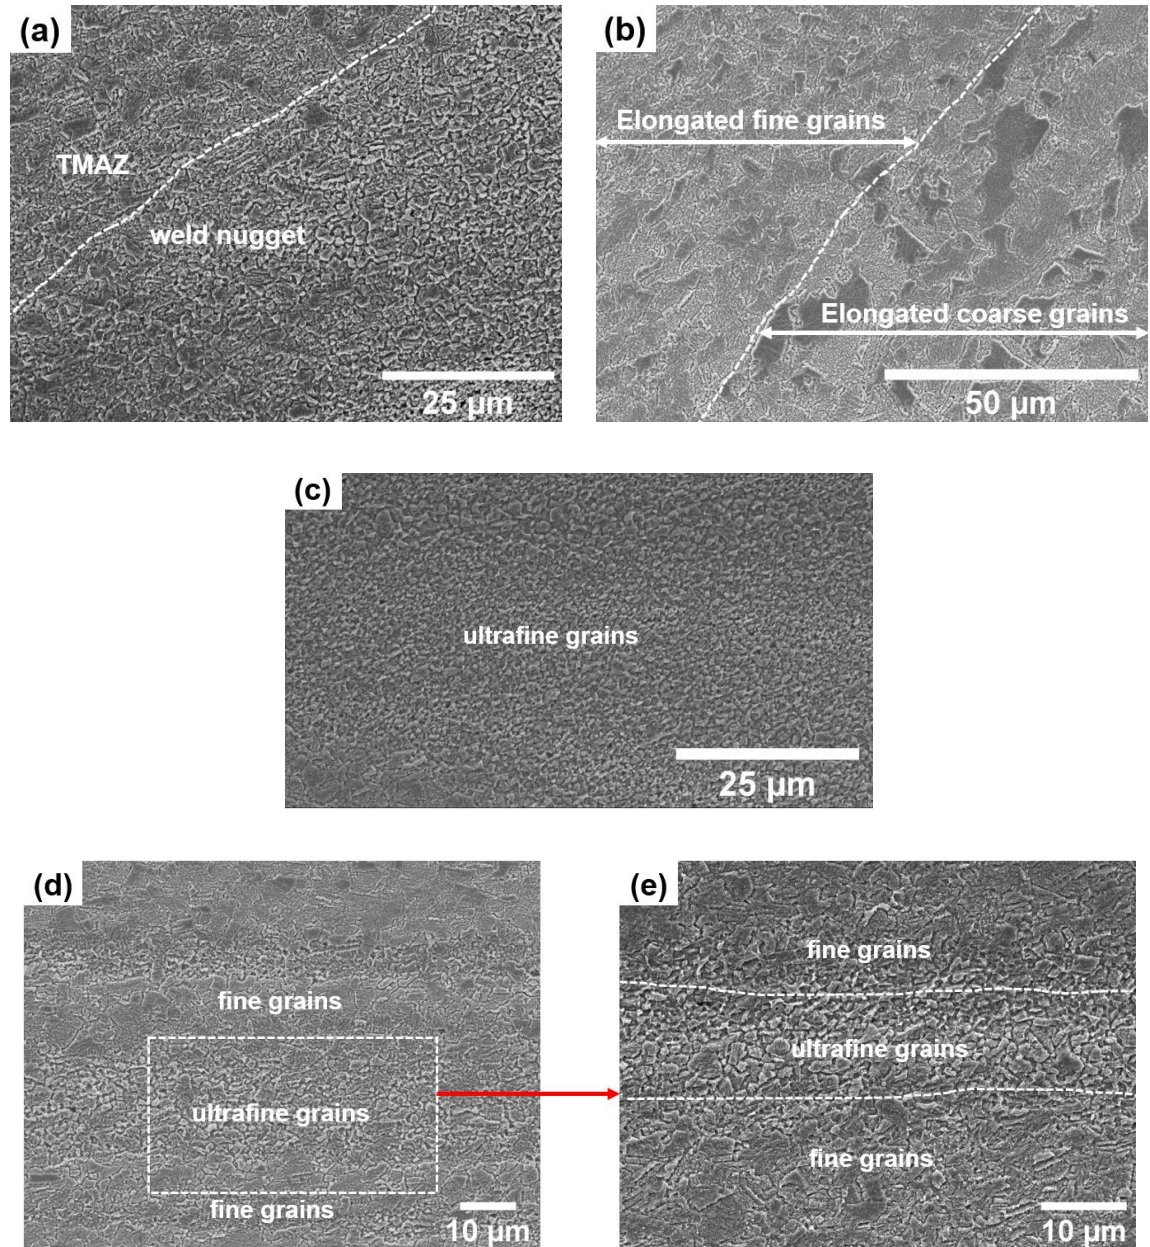 (a)
TMAZ
weld nugget
25 µm
(b)
Elongated fine grains
Elongated coarse grains
50 µm
(c)
ultrafine grains
25 µm
(d)
fine grains
ultrafine grains
fine grains
10 µm
(e)
fine grains
ultrafine grains
fine grains
10 µm